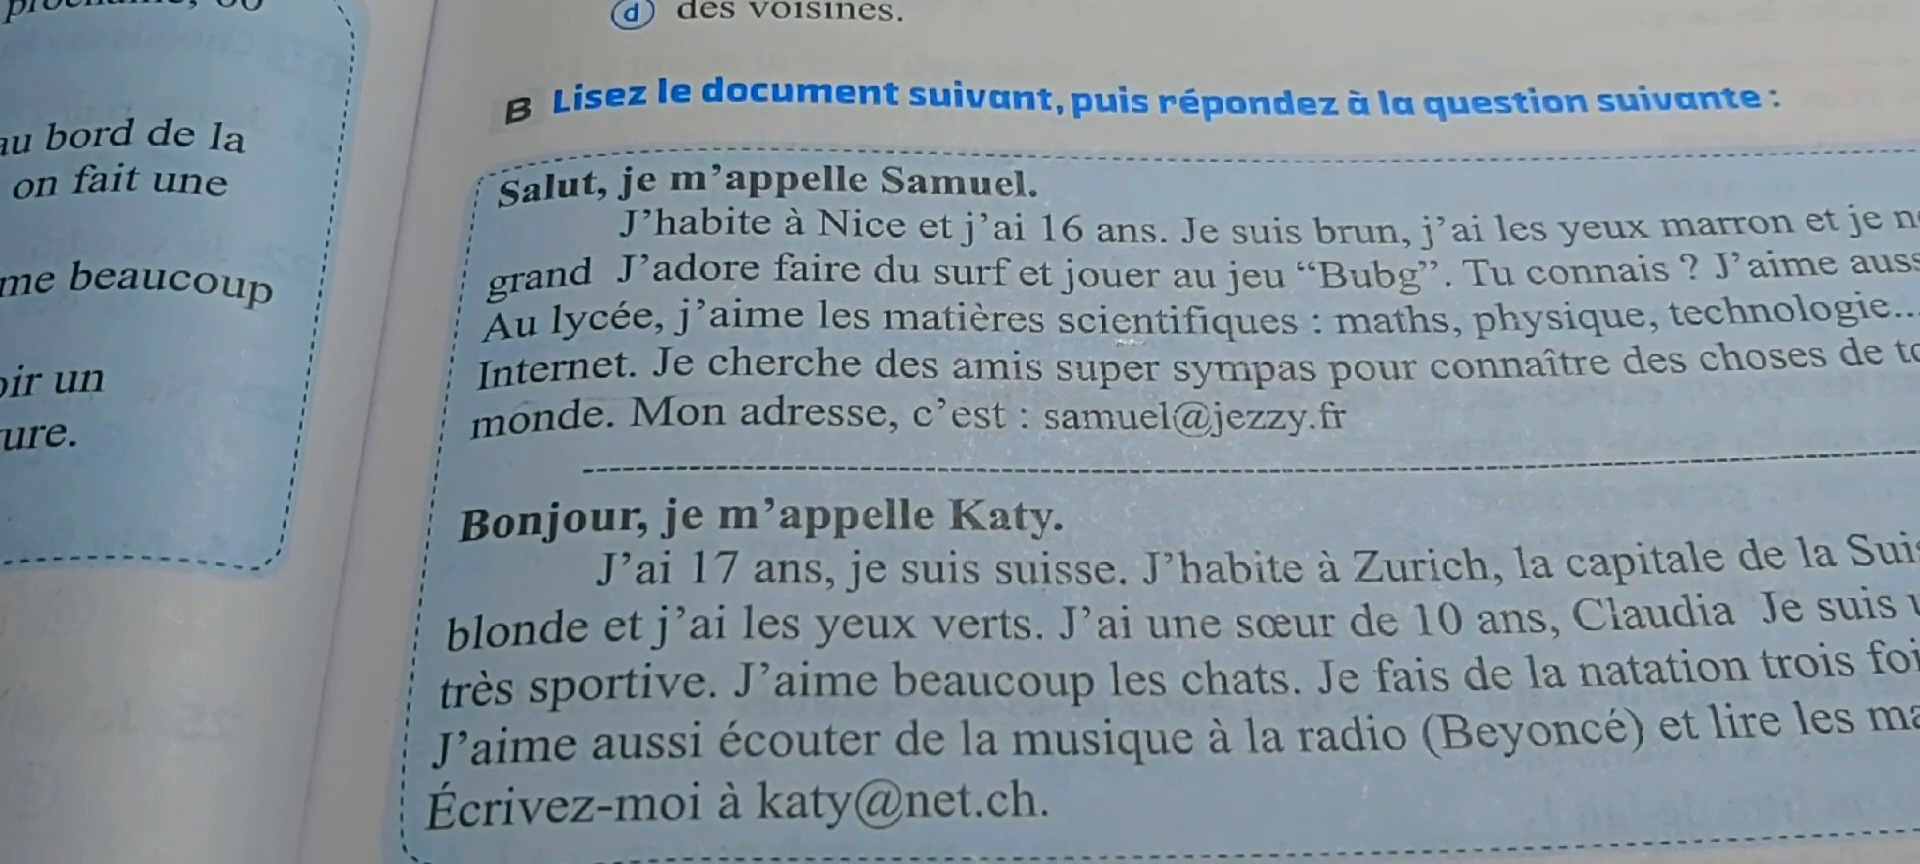 au bord de la
on fait une
me beaucoup
oir un
ure.
d des voisines.
B Lisez le document suivant, puis répondez à la question suivante :
Salut, je m'appelle Samuel.
J'habite à Nice et j'ai 16 ans. Je suis brun, j'ai les yeux marron et je
grand J'adore faire du surf et jouer au jeu “Bubg”. Tu connais ? J'aime auss
Au lycée, j'aime les matières scientifiques : maths, physique, technologie...
Internet. Je cherche des amis super sympas pour connaître des choses de
monde. Mon adresse, c'est : samuel@jezzy.fr
Bonjour, je m'appelle Katy.
J'ai 17 ans, je suis suisse. J'habite à Zurich, la capitale de la Suis
blonde et j'ai les yeux verts. J'ai une sœur de 10 ans, Claudia Je suis
très sportive. J'aime beaucoup les chats. Je fais de la natation trois foi
J'aime aussi écouter de la musique à la radio (Beyoncé) et lire les ma
Écrivez-moi à katy@net.ch.